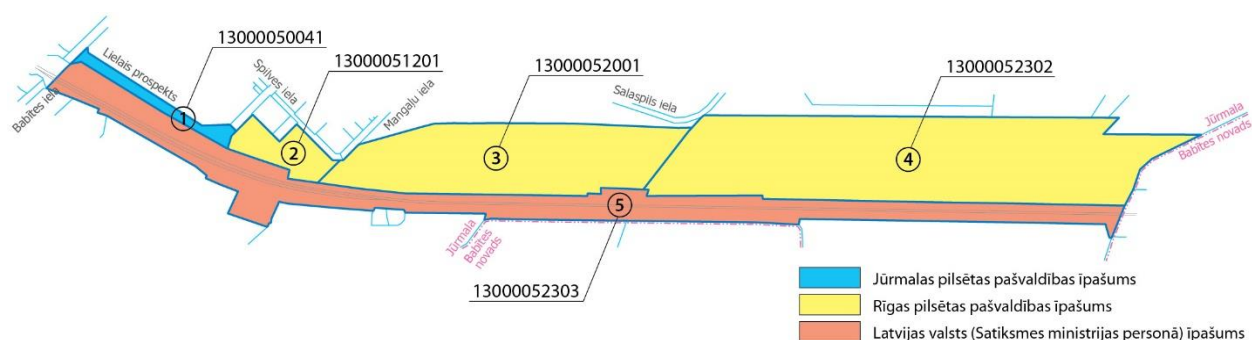 13000050041
13000051201
13000052001
13000052302
Lielais prospekts
Spilves iela
Mangaļu iela
Salaspils iela
Babītes iela
1
2
3
4
5
Jūrmala
Babītes novads
Jūrmala
Babītes
novads
13000052303
Jūrmalas pilsētas pašvaldības īpašums
Rīgas pilsētas pašvaldības īpašums
Latvijas valsts (Satiksmes ministrijas personā) īpašums